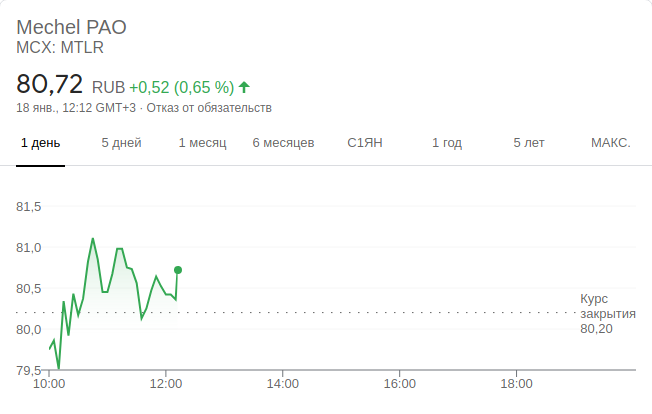 Mechel PAO
MCX: MTLR
80,72 RUB +0,52 (0,65 %)
18 янв., 12:12 GMT+3 · Отказ от обязательств
1 день 5 дней 1 месяц 6 месяцев С1ЯН 1 год 5 лет МАКС.
81,5
81,0
80,5
80,0
79,5
Курс
закрытия
80,20
10:00 12:00 14:00 16:00 18:00